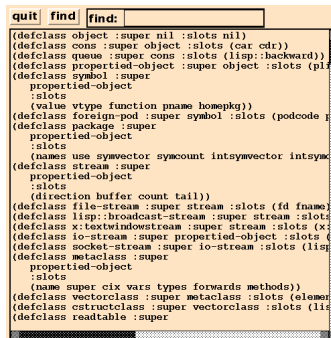 quit find find:
(defclass object :super nil :slots nil)
(defclass cons :super object :slots (car cdr))
(defclass queue :super cons :slots (lisp::backward))
(defclass propertied-object :super object :slots (pli
(defclass symbol :super
propertied-object
:slots
(value vtype function pname homepkg))
(defclass foreign-pod :super symbol :slots (podcode p
(defclass package :super
propertied-object
:slots
(names use symvector symcount intsymvector intsymc
(defclass stream :super
propertied-object
:slots
(direction buffer count tail))
(defclass file-stream :super stream :slots (fd fname)
(defclass lisp::broadcast-stream :super stream :slots
(defclass x:textwindowstream :super stream :slots (x:
(defclass io-stream :super propertied-object :slots (
(defclass socket-stream :super io-stream :slots (lisp
(defclass metaclass :super
propertied-object
:slots
(name super cix vars types forwards methods))
(defclass vectorclass :super metaclass :slots (elemen
(defclass cstructclass :super vectorclass :slots (lis
(defclass readtable :super